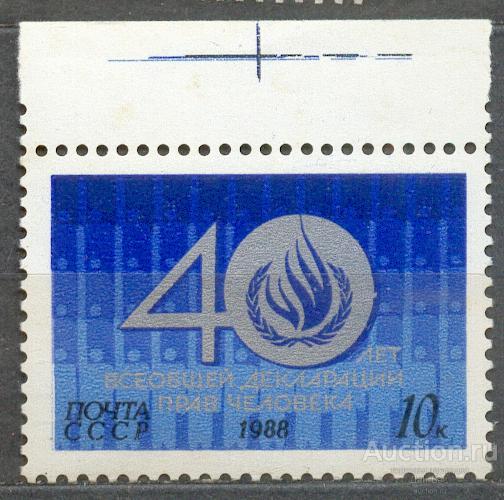 40
ЛЕТ
ВСЕОБЩЕЙ ДЕКЛАРАЦИИ
ПРАВ ЧЕЛОВЕКА
ПОЧТА
СССР
1988
10к
Auction.ru